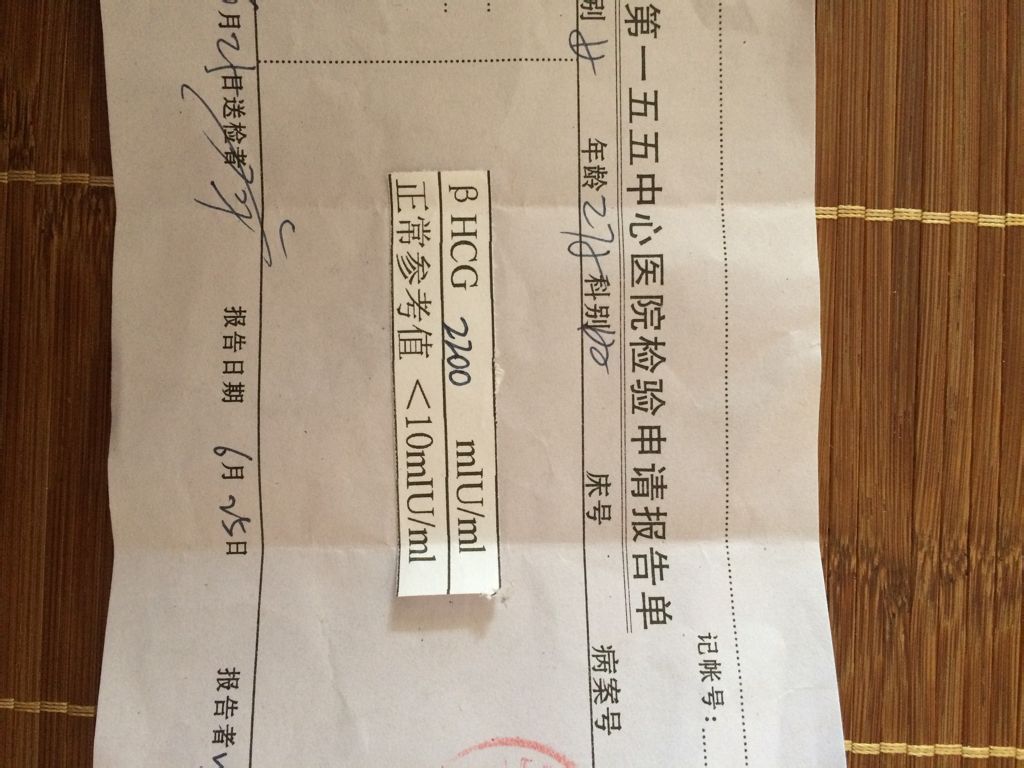 记帐号：
第一五五中心医院检验申请报告单
别 女 年龄 27 科别 床号 病案号
βHCG 2200 mIU/ml
正常参考值 <10mIU/ml
月 日 送检者 报告日期 6月25日 报告者